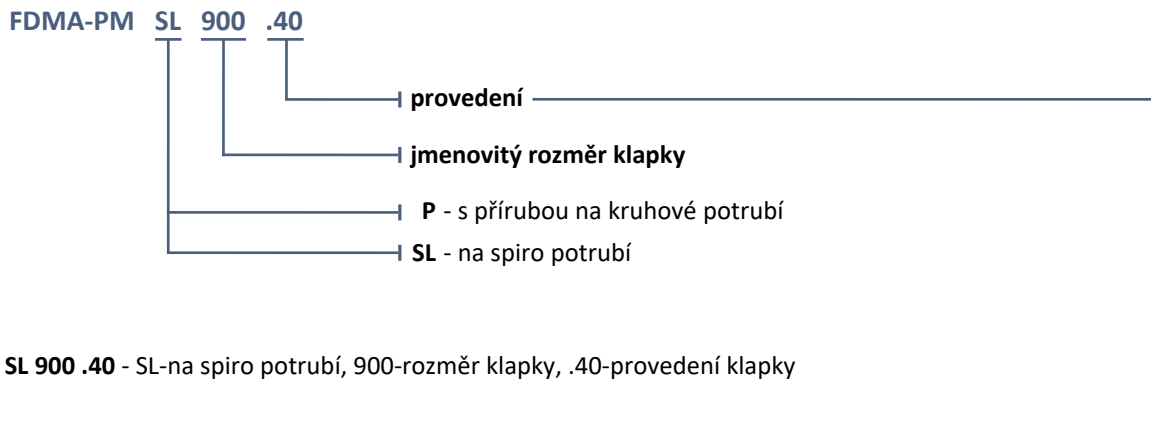 FDMA-PM SL 900 .40
provedení
jmenovitý rozměr klapky
P - s přírubou na kruhové potrubí
SL - na spiro potrubí
SL 900 .40 - SL-na spiro potrubí, 900-rozměr klapky, .40-provedení klapky